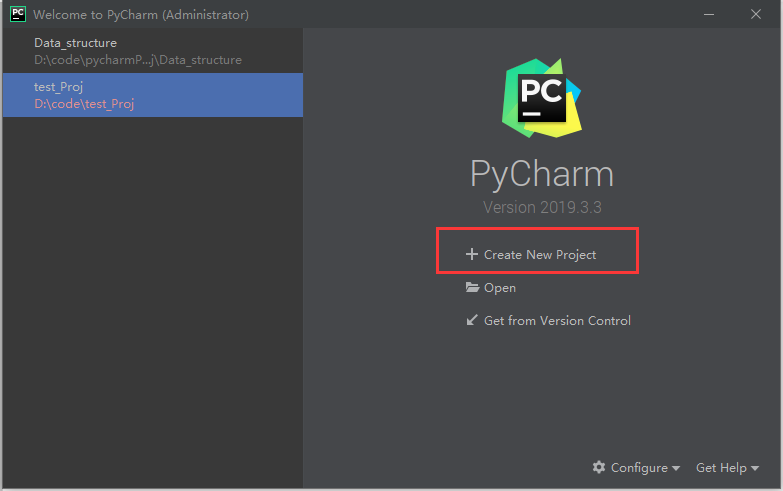 PC Welcome to PyCharm (Administrator)
Data_structure
D:\code\pycharmP...j\Data_structure
test_Proj
D:\code\test_Proj
PC
PyCharm
Version 2019.3.3
Create New Project
Open
Get from Version Control
Configure
Get Help